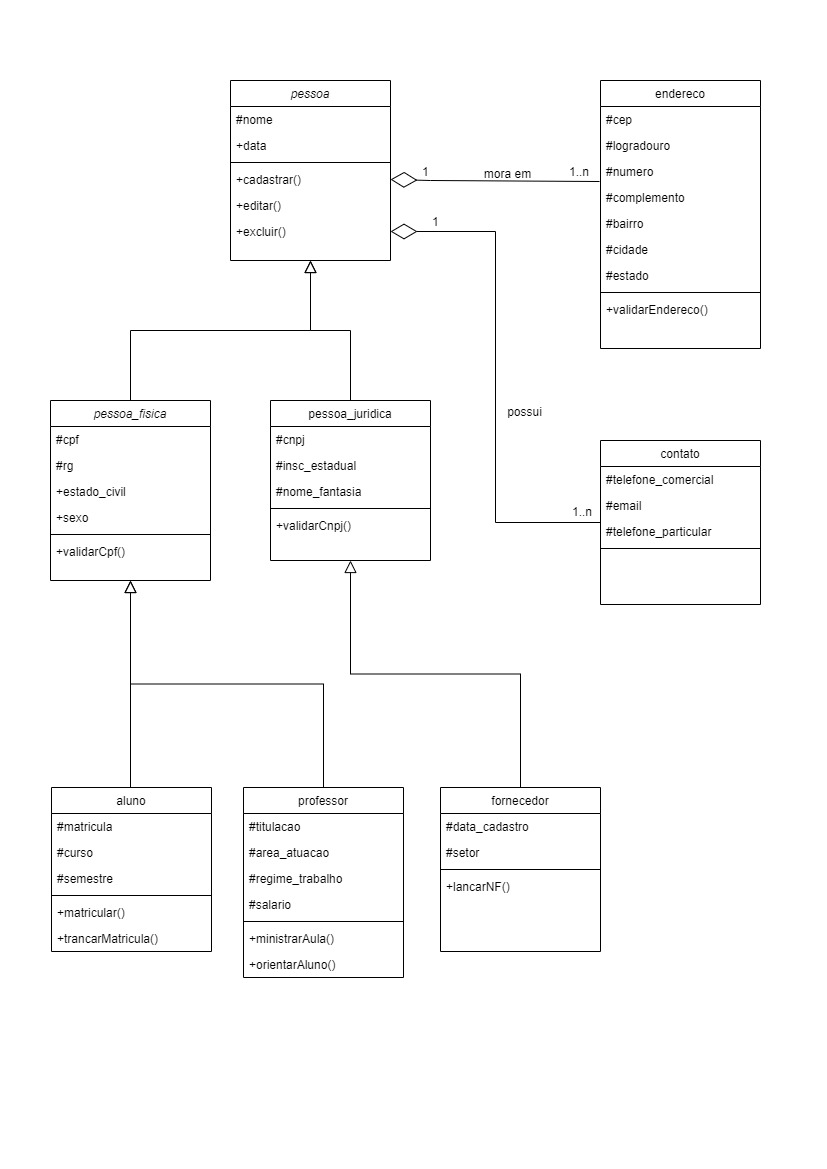 pessoa
#nome
+data
+cadastrar()
+editar()
+excluir()
1
mora em
1..n
endereco
#cep
#logradouro
#numero
#complemento
#bairro
#cidade
#estado
+validarEndereco()
1
possui
1..n
pessoa_fisica
#cpf
#rg
+estado_civil
+sexo
+validarCpf()
pessoa_juridica
#cnpj
#insc_estadual
#nome_fantasia
+validarCnpj()
contato
#telefone_comercial
#email
#telefone_particular
aluno
#matricula
#curso
#semestre
+matricular()
+trancarMatricula()
professor
#titulacao
#area_atuacao
#regime_trabalho
#salario
+ministrarAula()
+orientarAluno()
fornecedor
#data_cadastro
#setor
+lancarNF()